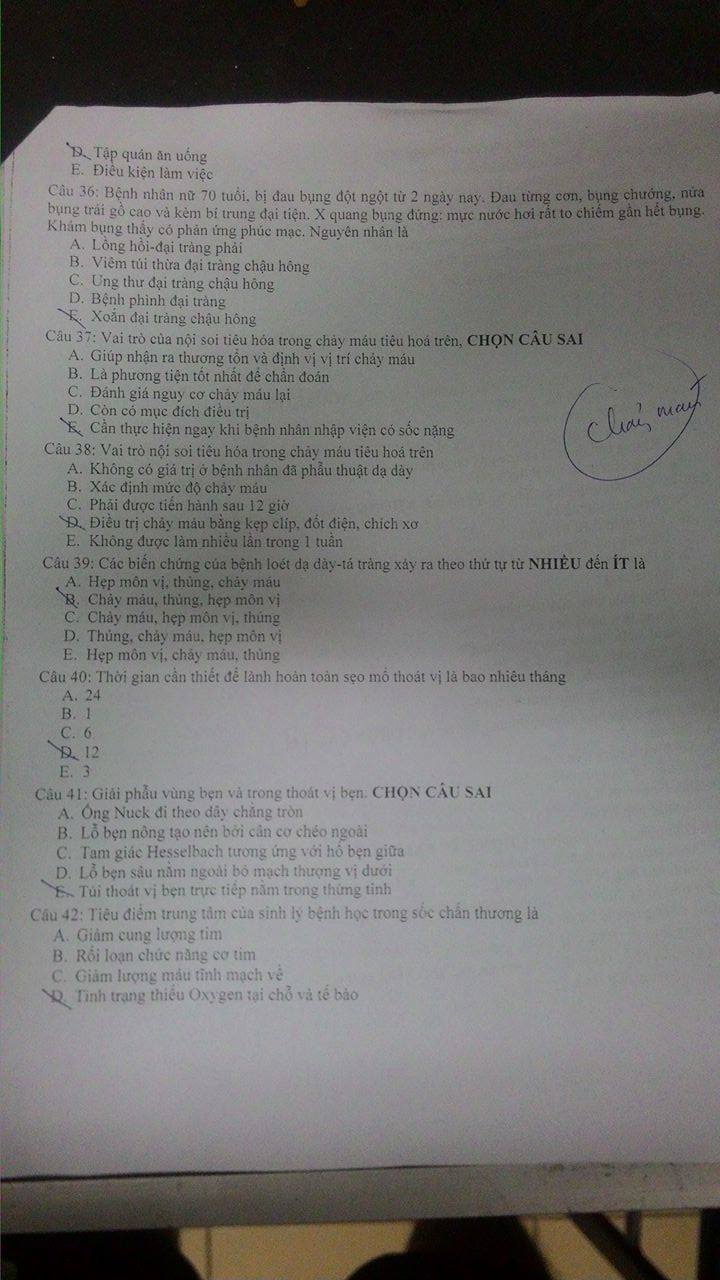 D. Tập quán ăn uống
E. Điều kiện làm việc
Câu 36: Bệnh nhân nữ 70 tuổi, bị đau bụng đột ngột từ 2 ngày nay. Đau từng cơn, bụng chướng, nửa
bụng trái gồ cao và kèm bí trung đại tiện. X quang bụng đứng: mực nước hơi rất to chiếm gần hết bụng.
Khám bụng thấy có phản ứng phúc mạc. Nguyên nhân là
A. Lồng hồi-đại tràng phải
B. Viêm túi thừa đại tràng chậu hông
C. Ung thư đại tràng chậu hông
D. Bệnh phình đại tràng
E. Xoắn đại tràng chậu hông
Câu 37: Vai trò của nội soi tiêu hóa trong chảy máu tiêu hoá trên, CHỌN CÂU SAI
A. Giúp nhận ra thương tổn và định vị vị trí chảy máu
B. Là phương tiện tốt nhất để chẩn đoán
C. Đánh giá nguy cơ chảy máu lại
D. Còn có mục đích điều trị
E. Cần thực hiện ngay khi bệnh nhân nhập viện có sốc nặng
chảy máu
Câu 38: Vai trò nội soi tiêu hóa trong chảy máu tiêu hoá trên
A. Không có giá trị ở bệnh nhân đã phẫu thuật dạ dày
B. Xác định mức độ chảy máu
C. Phải được tiến hành sau 12 giờ
D. Điều trị chảy máu bằng kẹp clip, đốt điện, chích xơ
E. Không được làm nhiều lần trong 1 tuần
Câu 39: Các biến chứng của bệnh loét dạ dày-tá tràng xảy ra theo thứ tự từ NHIỀU đến ÍT là
A. Hẹp môn vị, thủng, chảy máu
B. Chảy máu, thủng, hẹp môn vị
C. Chảy máu, hẹp môn vị, thủng
D. Thủng, chảy máu, hẹp môn vị
E. Hẹp môn vị, chảy máu, thủng
Câu 40: Thời gian cần thiết để lành hoàn toàn sẹo mổ thoát vị là bao nhiêu tháng
A. 24
B. 1
C. 6
D. 12
E. 3
Câu 41: Giải phẫu vùng bẹn và trong thoát vị bẹn. CHỌN CÂU SAI
A. Ống Nuck đi theo dây chằng tròn
B. Lỗ bẹn nông tạo nên bởi cân cơ chéo ngoài
C. Tam giác Hesselbach tương ứng với hố bẹn giữa
D. Lỗ bẹn sâu nằm ngoài bó mạch thượng vị dưới
E. Túi thoát vị bẹn trực tiếp nằm trong thừng tinh
Câu 42: Tiêu điểm trung tâm của sinh lý bệnh học trong sốc chấn thương là
A. Giảm cung lượng tim
B. Rối loạn chức năng cơ tim
C. Giảm lượng máu tĩnh mạch về
D. Tình trạng thiếu Oxygen tại chỗ và tế bào